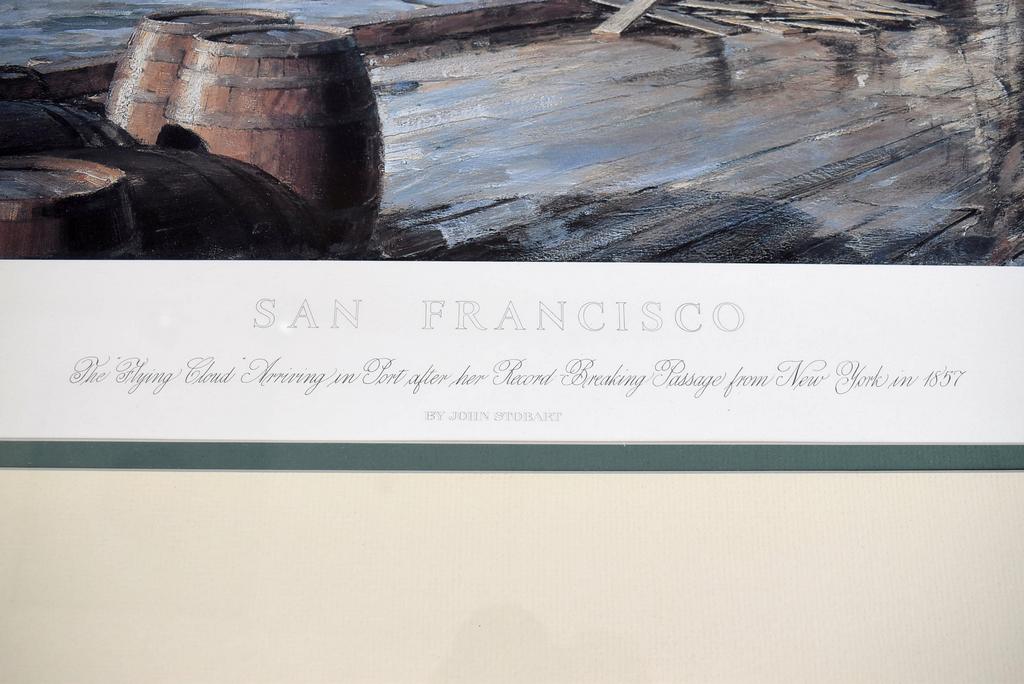 SAN FRANCISCO
The "Flying Cloud" Arriving in Port after her Record-Breaking Passage from New York in 1857
BY JOHN STOBART